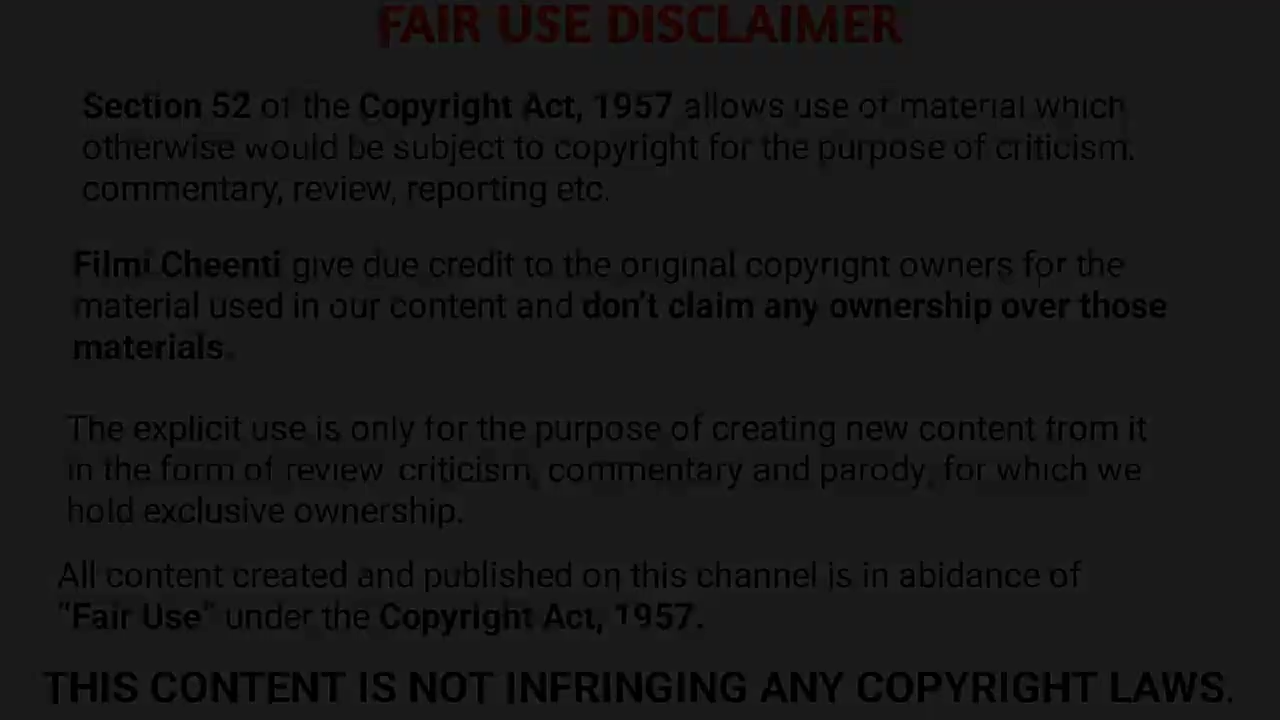 FAIR USE DISCLAIMER
Section 52 of the Copyright Act, 1957 allows use of material which
otherwise would be subject to copyright for the purpose of criticism,
commentary, review, reporting etc.
Filmi Cheenti give due credit to the original copyright owners for the
material used in our content and don't claim any ownership over those
materials.
The explicit use is only for the purpose of creating new content from it
in the form of review, criticism, commentary and parody, for which we
hold exclusive ownership.
All content created and published on this channel is in abidance of
"Fair Use" under the Copyright Act, 1957.
THIS CONTENT IS NOT INFRINGING ANY COPYRIGHT LAWS.